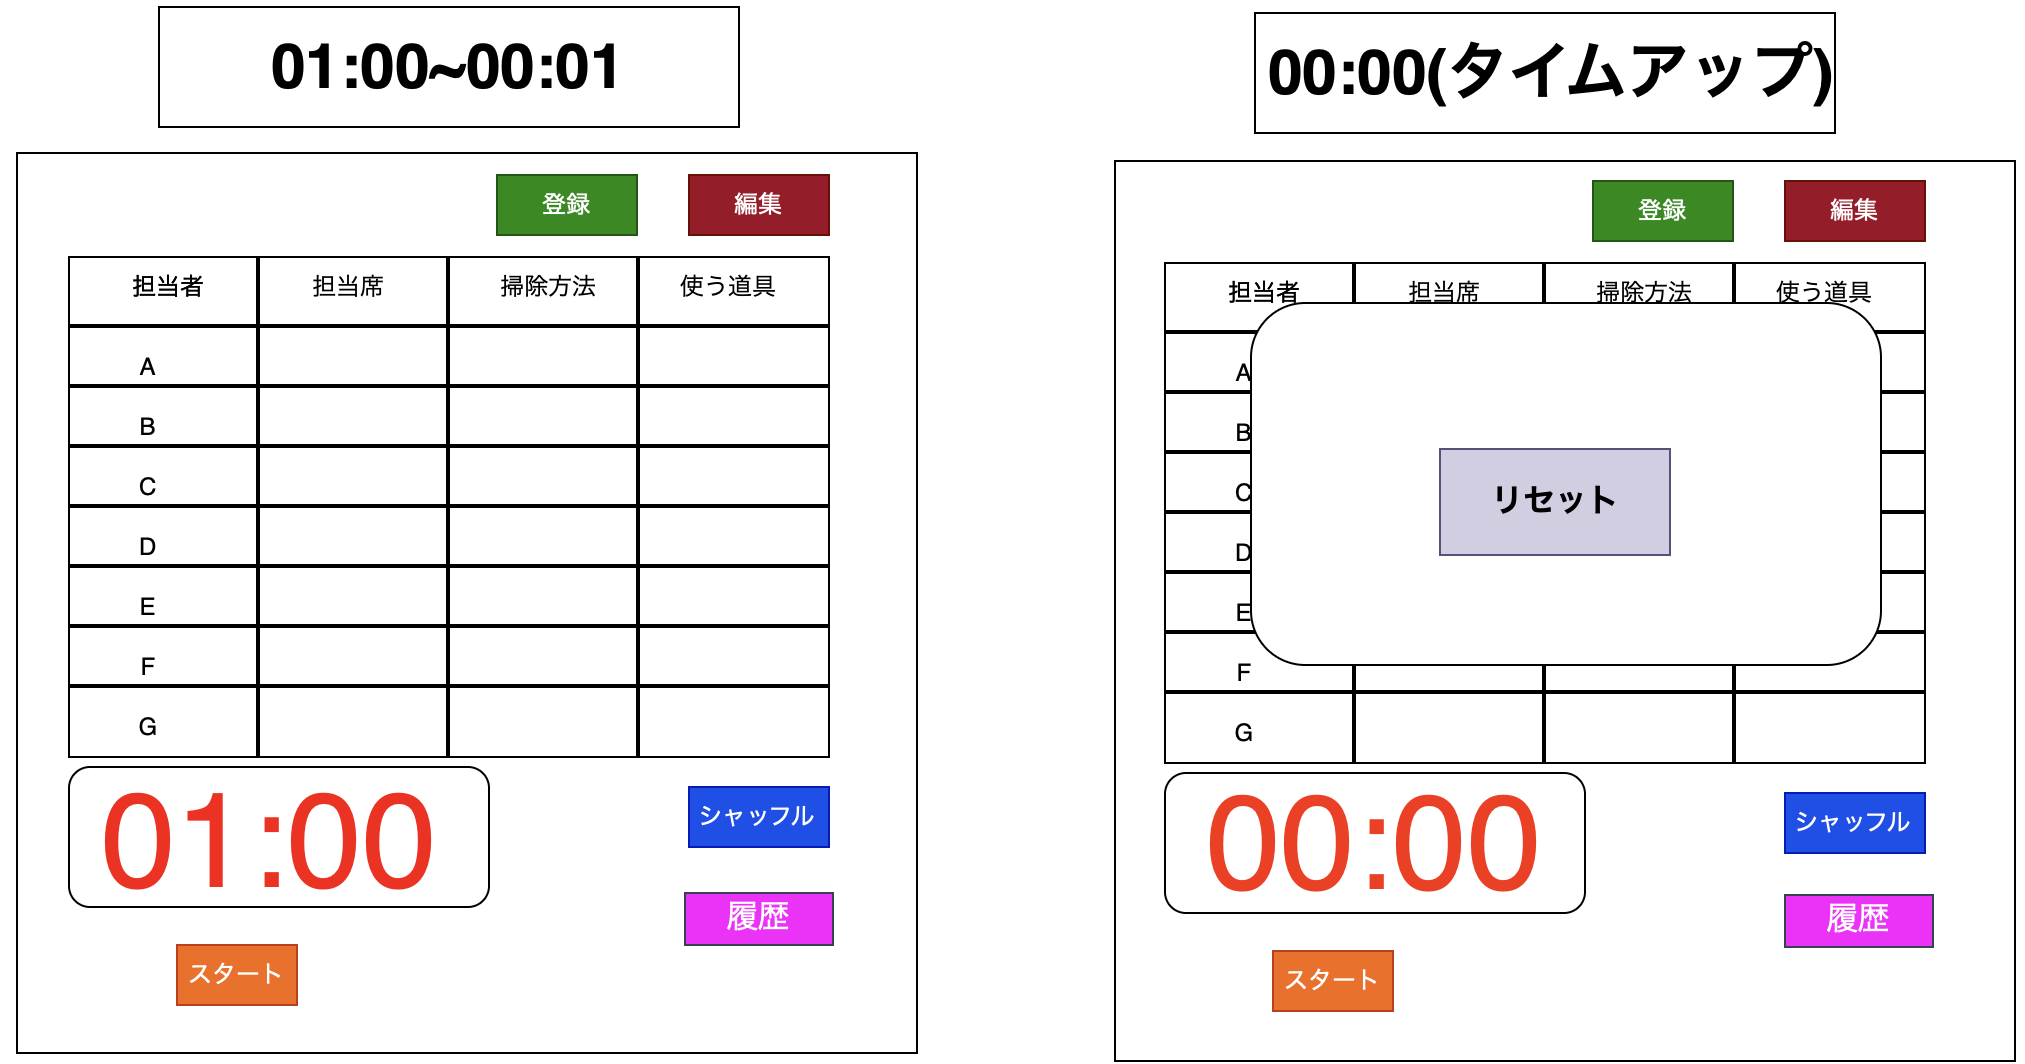 01:00~00:01
登録
編集
担当者 担当席 掃除方法 使う道具
A
B
C
D
E
F
G
01:00
シャッフル
履歴
スタート
00:00(タイムアップ)
登録
編集
担当者 担当席 掃除方法 使う道具
A
B
C
D
E
F
G
リセット
00:00
シャッフル
履歴
スタート